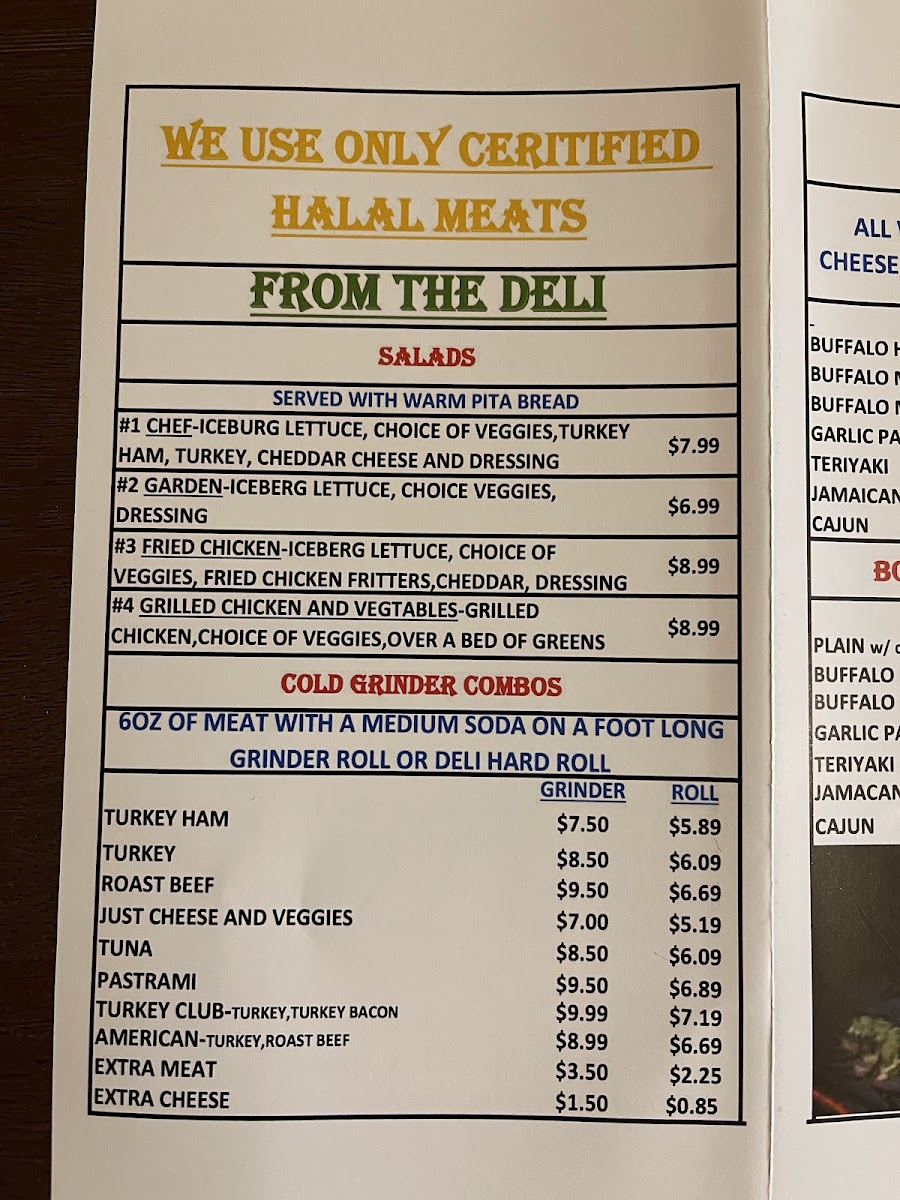 WE USE ONLY CERITIFIED
HALAL MEATS
FROM THE DELI
SALADS
SERVED WITH WARM PITA BREAD
#1 CHEF-ICEBURG LETTUCE, CHOICE OF VEGGIES,TURKEY
HAM, TURKEY, CHEDDAR CHEESE AND DRESSING $7.99
#2 GARDEN-ICEBERG LETTUCE, CHOICE VEGGIES,
DRESSING $6.99
#3 FRIED CHICKEN-ICEBERG LETTUCE, CHOICE OF
VEGGIES, FRIED CHICKEN FRITTERS,CHEDDAR, DRESSING $8.99
#4 GRILLED CHICKEN AND VEGTABLES-GRILLED
CHICKEN,CHOICE OF VEGGIES,OVER A BED OF GREENS $8.99
COLD GRINDER COMBOS
6OZ OF MEAT WITH A MEDIUM SODA ON A FOOT LONG
GRINDER ROLL OR DELI HARD ROLL
GRINDER ROLL
TURKEY HAM $7.50 $5.89
TURKEY $8.50 $6.09
ROAST BEEF $9.50 $6.69
JUST CHEESE AND VEGGIES $7.00 $5.19
TUNA $8.50 $6.09
PASTRAMI $9.50 $6.89
TURKEY CLUB-TURKEY,TURKEY BACON $9.99 $7.19
AMERICAN-TURKEY,ROAST BEEF $8.99 $6.69
EXTRA MEAT $3.50 $2.25
EXTRA CHEESE $1.50 $0.85
ALL
CHEESE
BUFFALO
BUFFALO
BUFFALO
GARLIC
TERIYAKI
JAMAICAN
CAJUN
PLAIN w/
BUFFALO
BUFFALO
GARLIC
TERIYAKI
JAMACAN
CAJUN